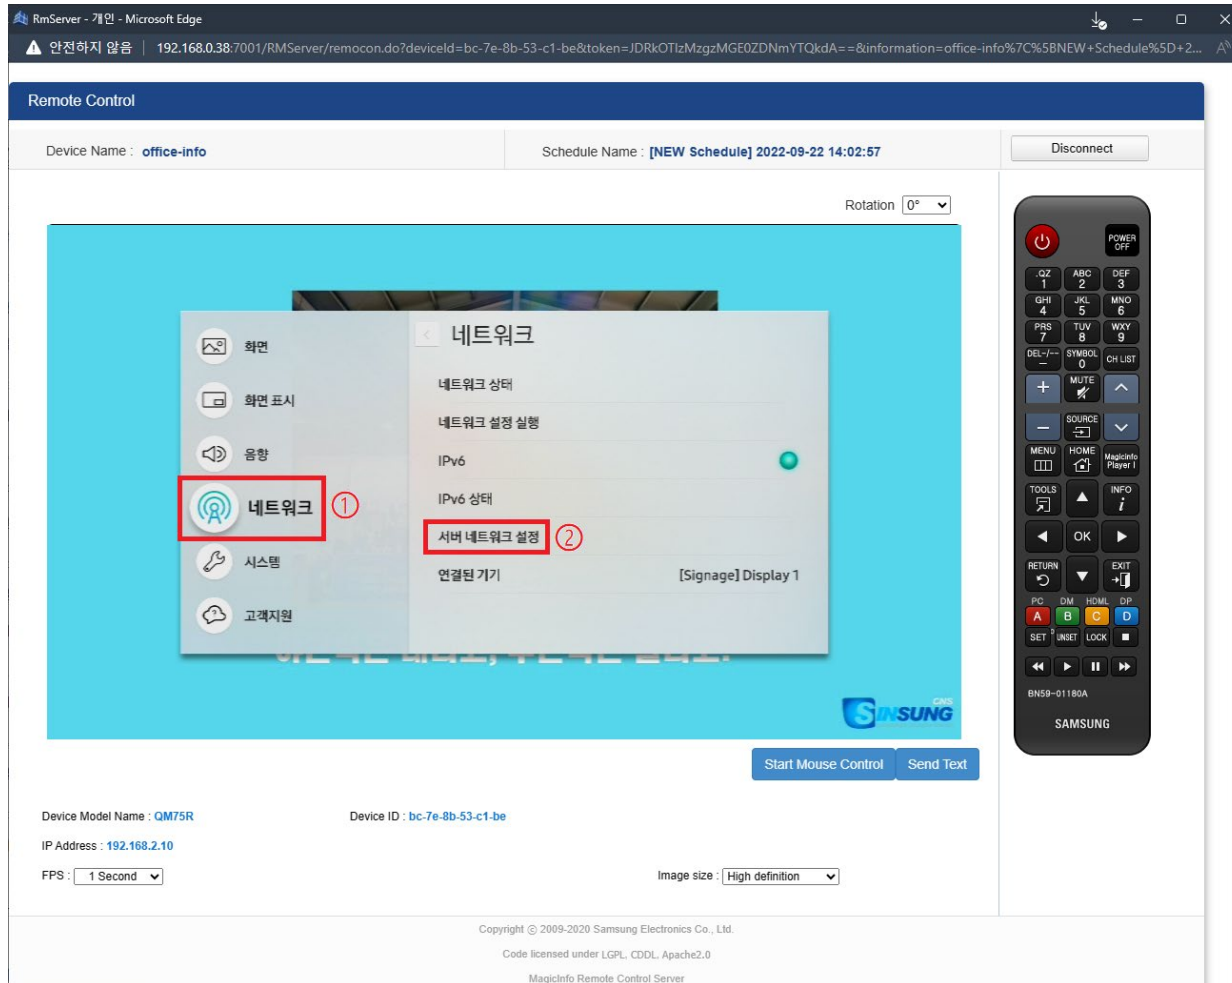 RmServer - 개인 - Microsoft Edge
안전하지 않음 | 192.168.0.38:7001/RMServer/remocon.do?deviceId=bc-7e-8b-53-c1-be&token=JDRkOTIzMzgzMGE0ZDNmYTQkdA==&information=office-info%7C%5BNEW+Schedule%5D+2...
Remote Control
Device Name : office-info
Schedule Name : [NEW Schedule] 2022-09-22 14:02:57
Disconnect
Rotation 0°
화면
화면 표시
음향
네트워크 ①
시스템
고객지원
네트워크
네트워크 상태
네트워크 설정 실행
IPv6
IPv6 상태
서버 네트워크 설정 ②
연결된 기기 [Signage] Display 1
SINSUNG CNS
Start Mouse Control
Send Text
POWER OFF
.QZ 1 ABC 2 DEF 3
GHI 4 JKL 5 MNO 6
PRS 7 TUV 8 WXY 9
DEL-/-- SYMBOL 0 CH LIST
+ MUTE
− SOURCE
MENU HOME MagicInfo Player I
TOOLS INFO i
OK
RETURN EXIT
PC DM HDMI DP
A B C D
SET UNSET LOCK
BN59-01180A
SAMSUNG
Device Model Name : QM75R
Device ID : bc-7e-8b-53-c1-be
IP Address : 192.168.2.10
FPS : 1 Second
Image size : High definition
Copyright ⓒ 2009-2020 Samsung Electronics Co., Ltd.
Code licensed under LGPL, CDDL, Apache2.0
MagicInfo Remote Control Server